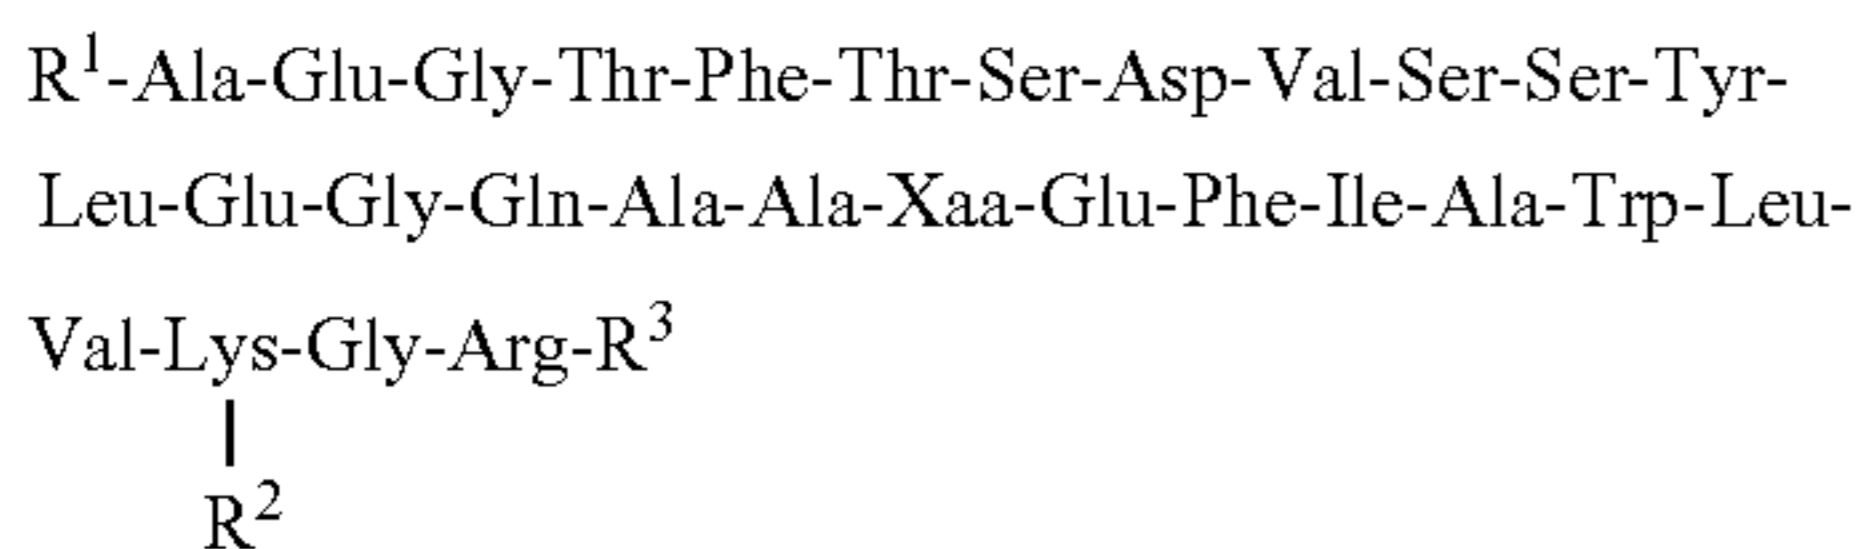 R¹-Ala-Glu-Gly-Thr-Phe-Thr-Ser-Asp-Val-Ser-Ser-Tyr-
Leu-Glu-Gly-Gln-Ala-Ala-Xaa-Glu-Phe-Ile-Ala-Trp-Leu-
Val-Lys-Gly-Arg-R³
R²